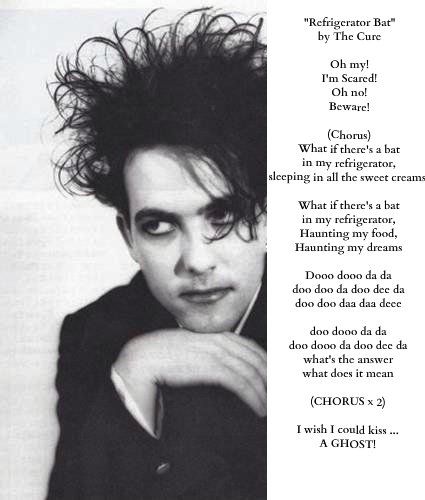 "Refrigerator Bat"
by The Cure
Oh my!
I'm Scared!
Oh no!
Beware!
(Chorus)
What if there's a bat
in my refrigerator,
sleeping in all the sweet creams
What if there's a bat
in my refrigerator,
Haunting my food,
Haunting my dreams
Dooo dooo da da
doo doo da doo dee da
doo doo daa daa deee
doo dooo da da
doo dooo da doo dee da
what's the answer
what does it mean
(CHORUS x 2)
I wish I could kiss ...
A GHOST!